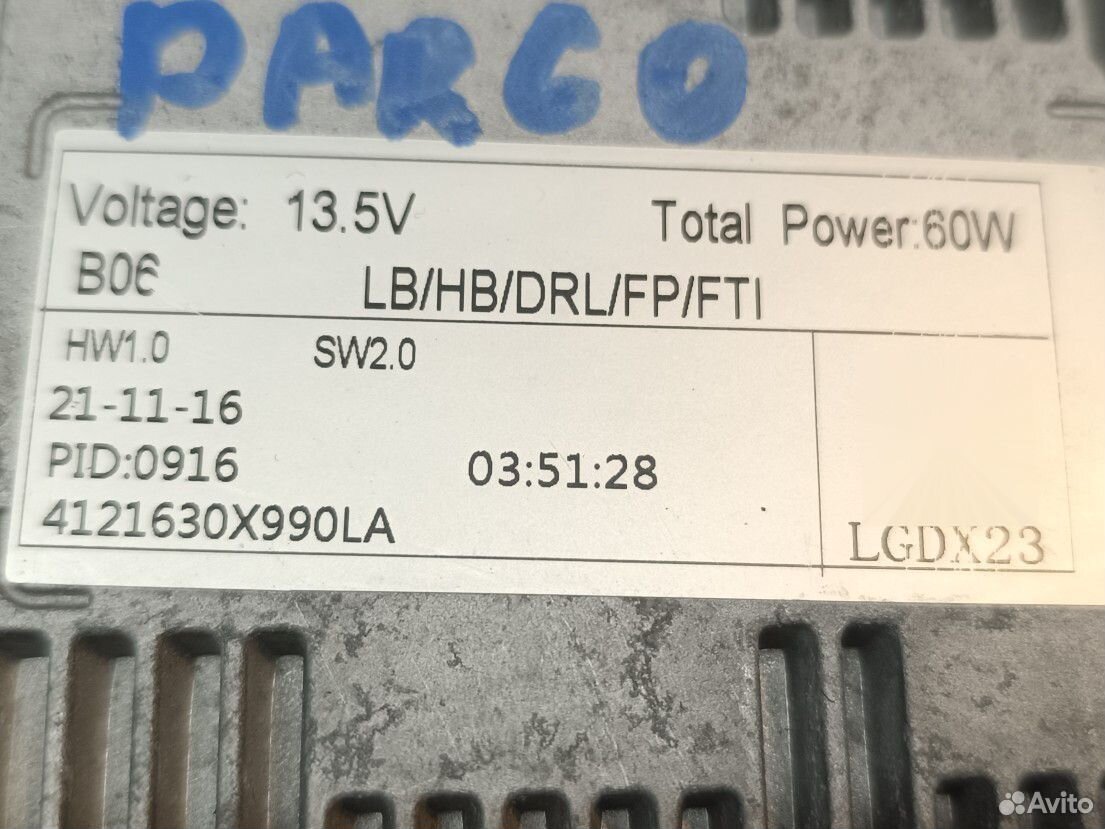 PARGO
Voltage: 13.5V Total Power:60W
B06 LB/HB/DRL/FP/FTI
HW1.0 SW2.0
21-11-16
PID:0916 03:51:28
4121630X990LA
LGDX23
Avito